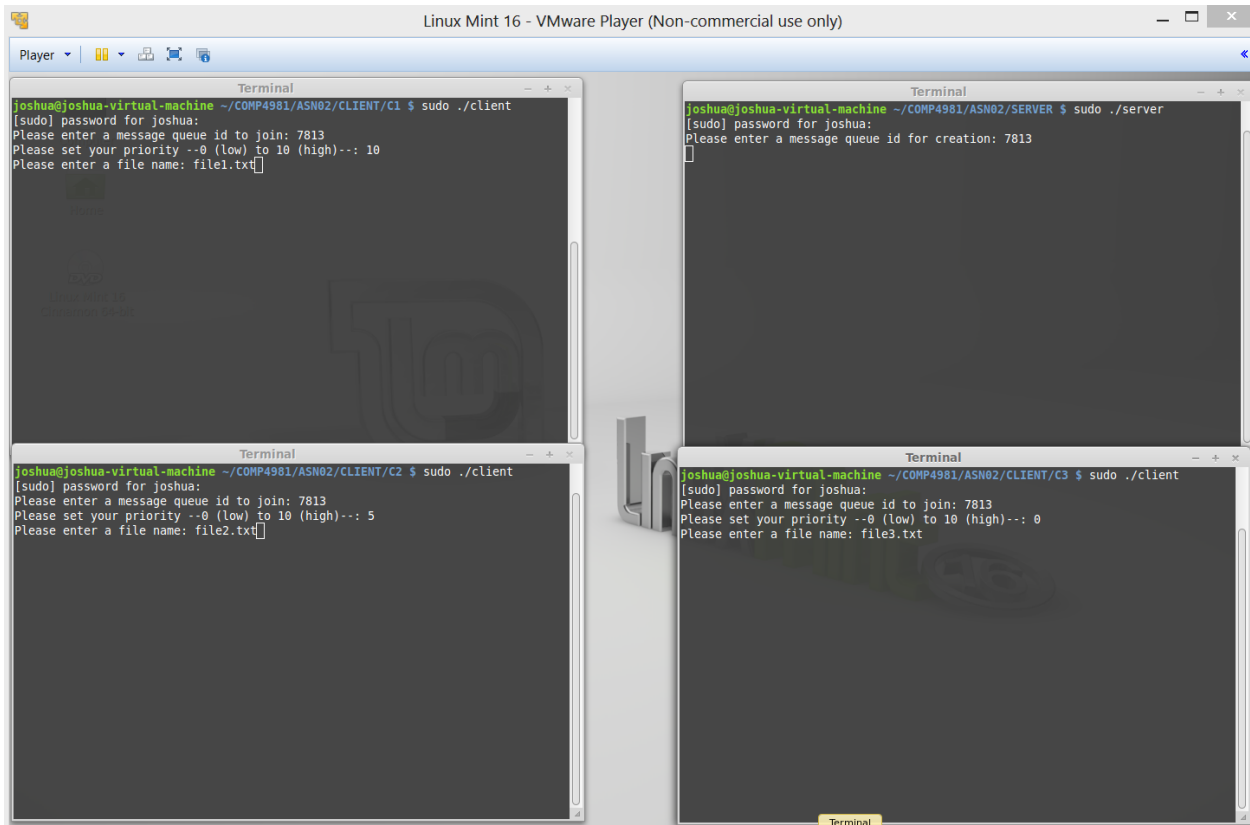 Linux Mint 16 - VMware Player (Non-commercial use only)
Player
Terminal
joshua@joshua-virtual-machine ~/COMP4981/ASN02/CLIENT/C1 $ sudo ./client
[sudo] password for joshua:
Please enter a message queue id to join: 7813
Please set your priority --0 (low) to 10 (high)--: 10
Please enter a file name: file1.txt
Terminal
joshua@joshua-virtual-machine ~/COMP4981/ASN02/SERVER $ sudo ./server
[sudo] password for joshua:
Please enter a message queue id for creation: 7813
Terminal
joshua@joshua-virtual-machine ~/COMP4981/ASN02/CLIENT/C2 $ sudo ./client
[sudo] password for joshua:
Please enter a message queue id to join: 7813
Please set your priority --0 (low) to 10 (high)--: 5
Please enter a file name: file2.txt
Terminal
joshua@joshua-virtual-machine ~/COMP4981/ASN02/CLIENT/C3 $ sudo ./client
[sudo] password for joshua:
Please enter a message queue id to join: 7813
Please set your priority --0 (low) to 10 (high)--: 0
Please enter a file name: file3.txt
Terminal